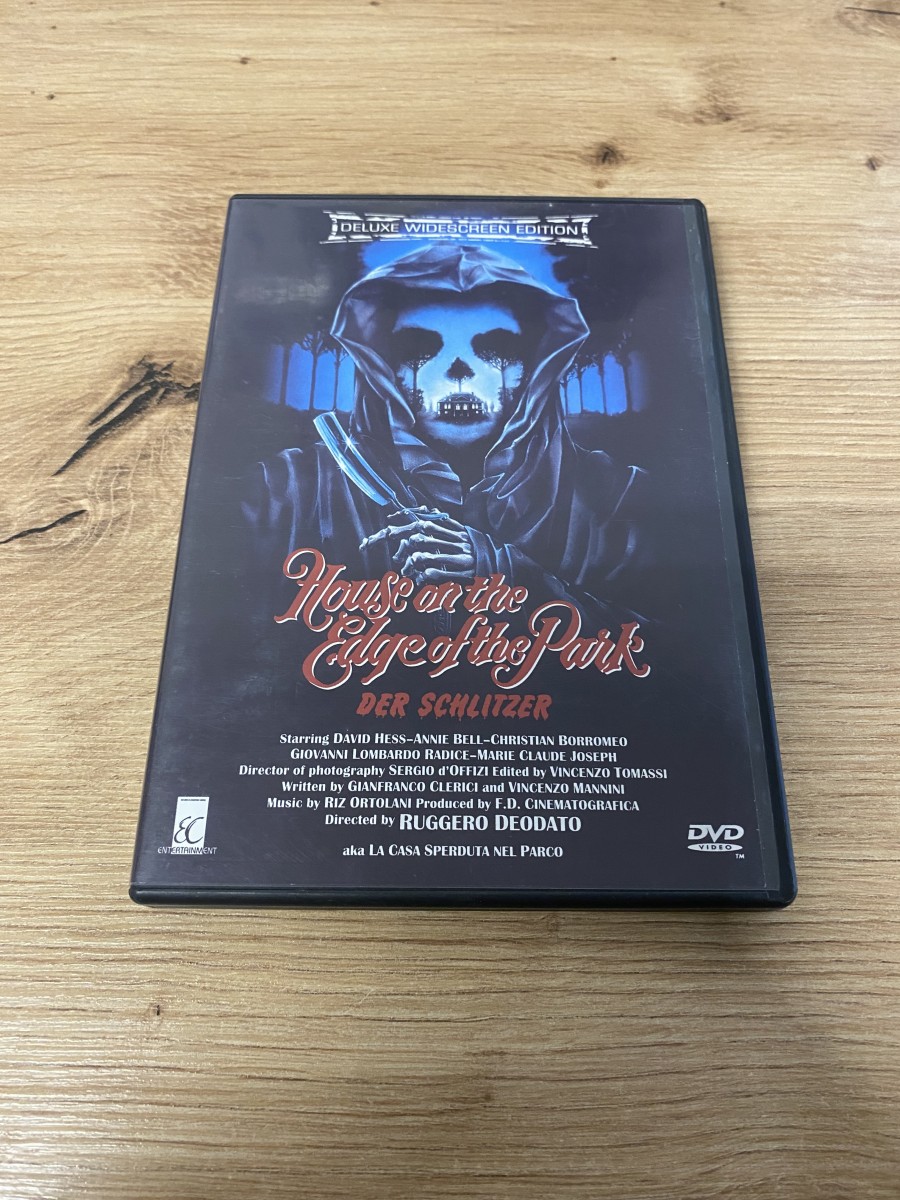 DELUXE WIDESCREEN EDITION
House on the
Edge of the Park
DER SCHLITZER
Starring DAVID HESS–ANNIE BELL–CHRISTIAN BORROMEO
GIOVANNI LOMBARDO RADICE–MARIE CLAUDE JOSEPH
Director of photography SERGIO d'OFFIZI Edited by VINCENZO TOMASSI
Written by GIANFRANCO CLERICI and VINCENZO MANNINI
Music by RIZ ORTOLANI Produced by F.D. CINEMATOGRAFICA
Directed by RUGGERO DEODATO
aka LA CASA SPERDUTA NEL PARCO
EC
ENTERTRAINMENT
DVD
VIDEO
TM